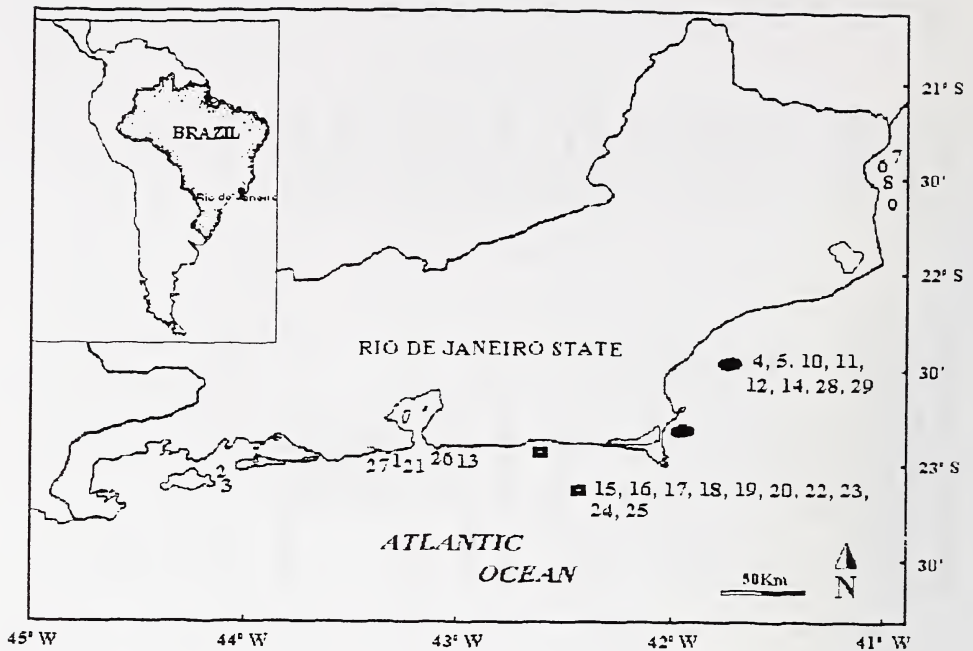 BRAZIL
Rio de Janeiro
21° S
7
6
8
30'
9
22° S
RIO DE JANEIRO STATE
4, 5, 10, 11,
12, 14, 28, 29
30'
27 1 21 26 13
2
3
23° S
15, 16, 17, 18, 19, 20, 22, 23,
24, 25
ATLANTIC
OCEAN
30'
50Km
N
45° W
44° W
43° W
42° W
41° W